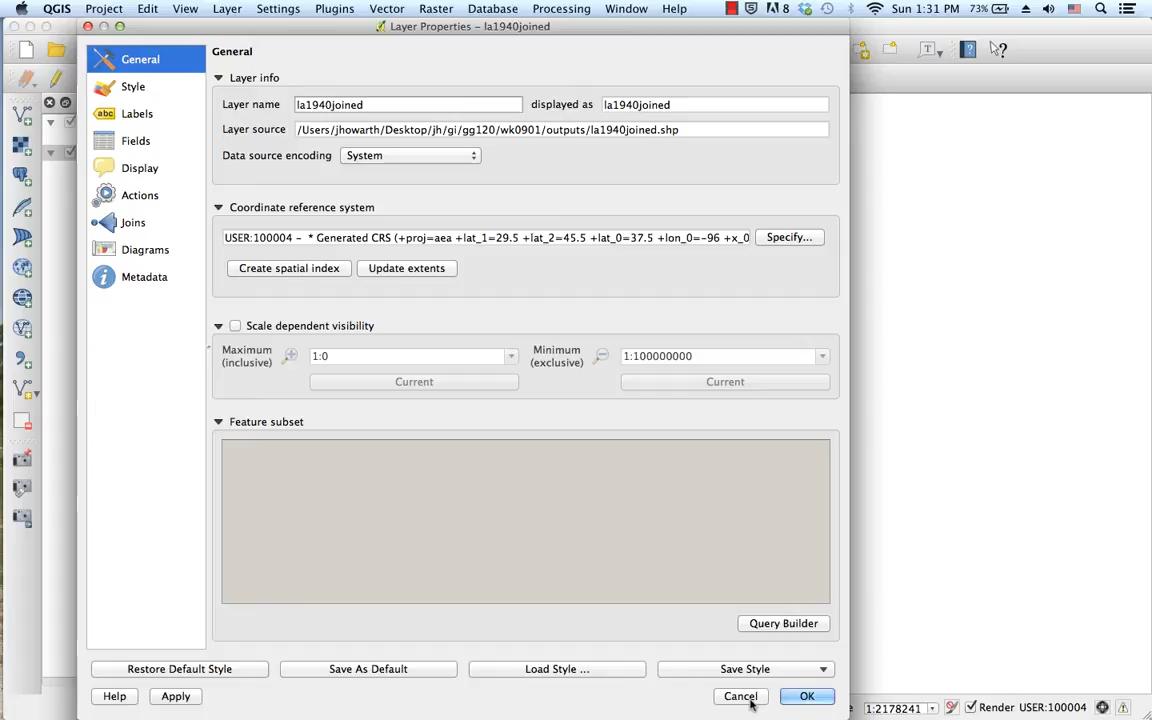 QGIS Project Edit View Layer Settings Plugins Vector Raster Database Processing Window Help 8 Sun 1:31 PM 73%
Layer Properties – la1940joined
General
Style
Labels
Fields
Display
Actions
Joins
Diagrams
Metadata
abc
General
Layer info
Layer name la1940joined displayed as la1940joined
Layer source /Users/jhowarth/Desktop/jh/gi/gg120/wk0901/outputs/la1940joined.shp
Data source encoding System
Coordinate reference system
USER:100004 – * Generated CRS (+proj=aea +lat_1=29.5 +lat_2=45.5 +lat_0=37.5 +lon_0=-96 +x_0 Specify...
Create spatial index Update extents
Scale dependent visibility
Maximum (inclusive) 1:0 Minimum (exclusive) 1:100000000
Current Current
Feature subset
Query Builder
Restore Default Style Save As Default Load Style ... Save Style
Help Apply Cancel OK
1:2178241 Render USER:100004